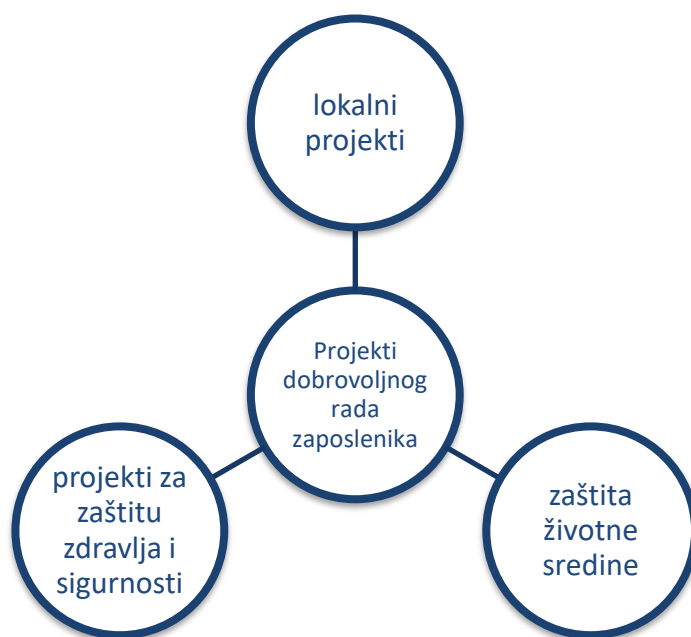 lokalni
projekti
Projekti
dobrovoljnog
rada
zaposlenika
projekti za
zaštitu
zdravlja i
sigurnosti
zaštita
životne
sredine